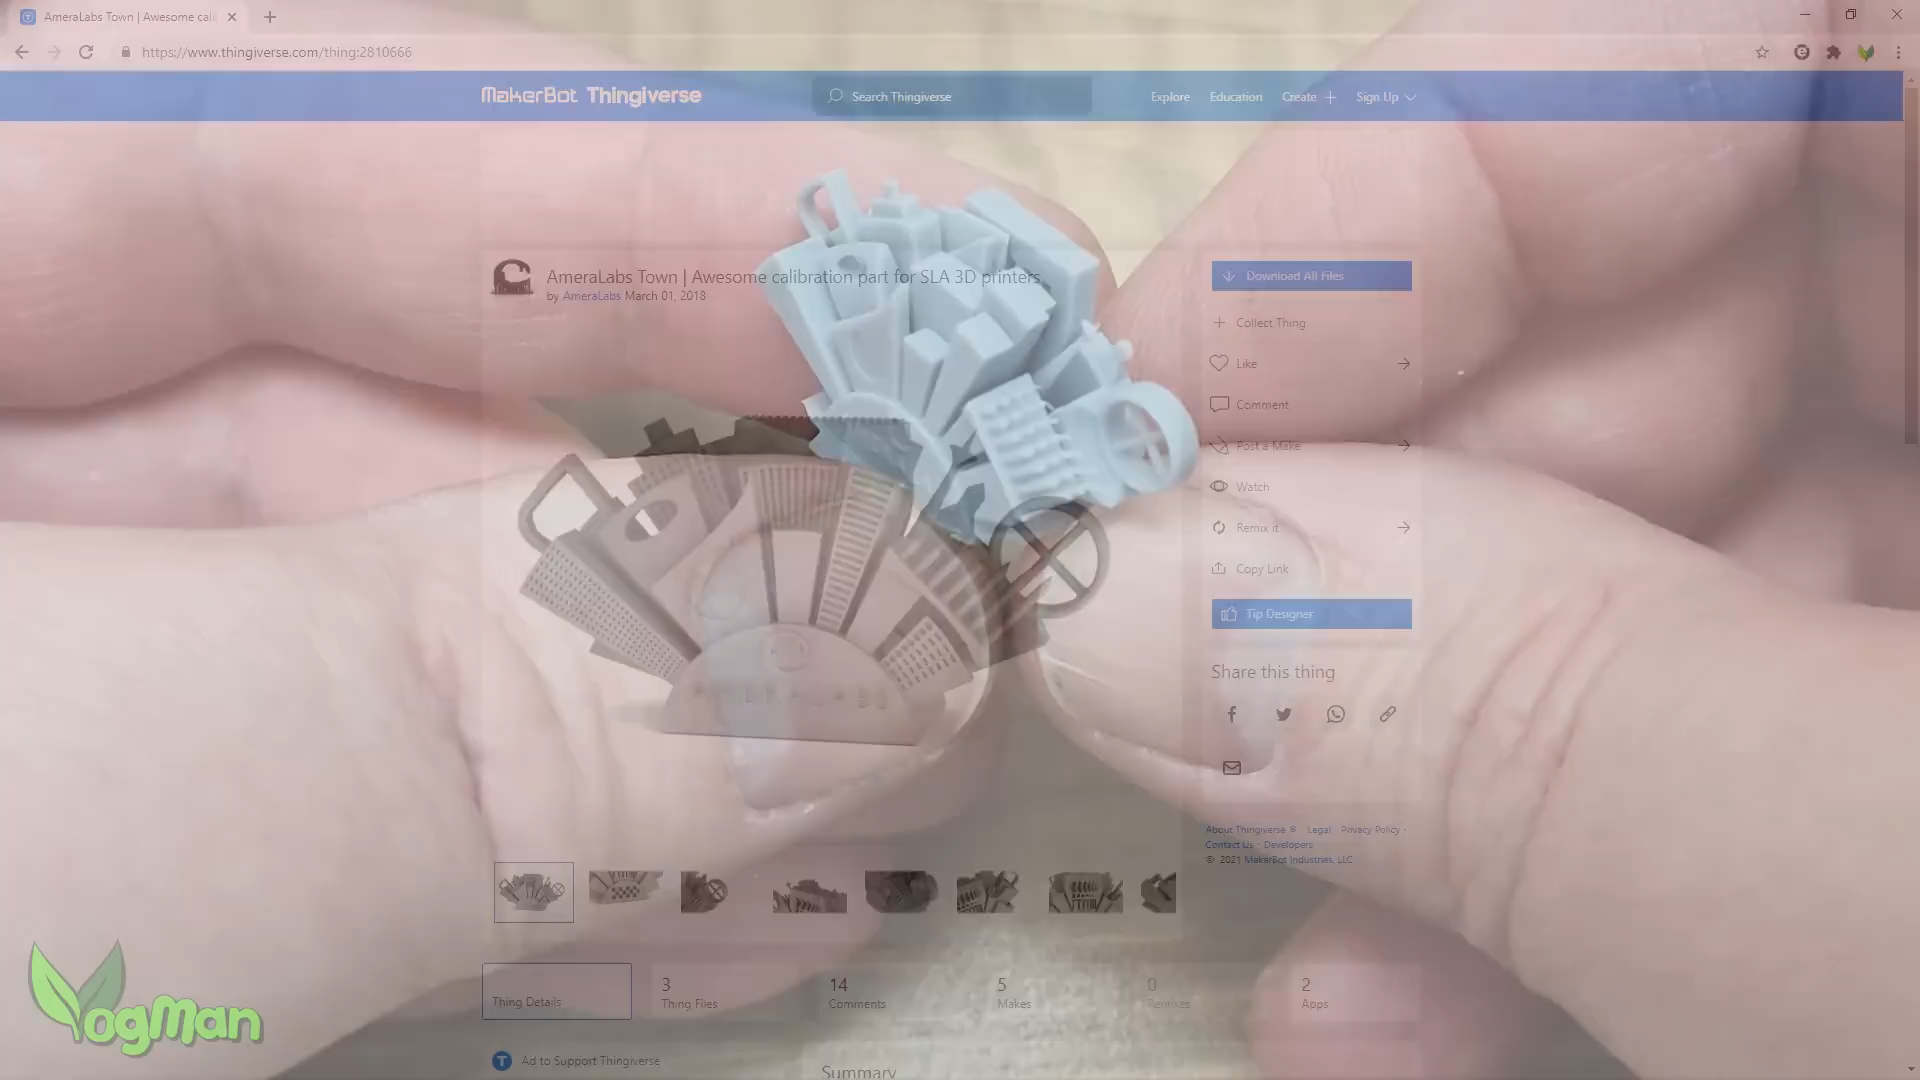 AmeraLabs Town | Awesome cali
https://www.thingiverse.com/thing:2810666
MakerBot Thingiverse
Search Thingiverse
Explore
Education
Create
Sign Up
AmeraLabs Town | Awesome calibration part for SLA 3D printers
by AmeraLabs March 01, 2018
Download All Files
Collect Thing
Like
Comment
Post a Make
Watch
Remix it
Copy Link
Tip Designer
Share this thing
AMERALABS
About Thingiverse ® Legal Privacy Policy ·
Contact Us · Developers
© 2021 MakerBot Industries, LLC
Thing Details
3
Thing Files
14
Comments
5
Makes
0
Remixes
2
Apps
YogMan
Ad to Support Thingiverse
Summary